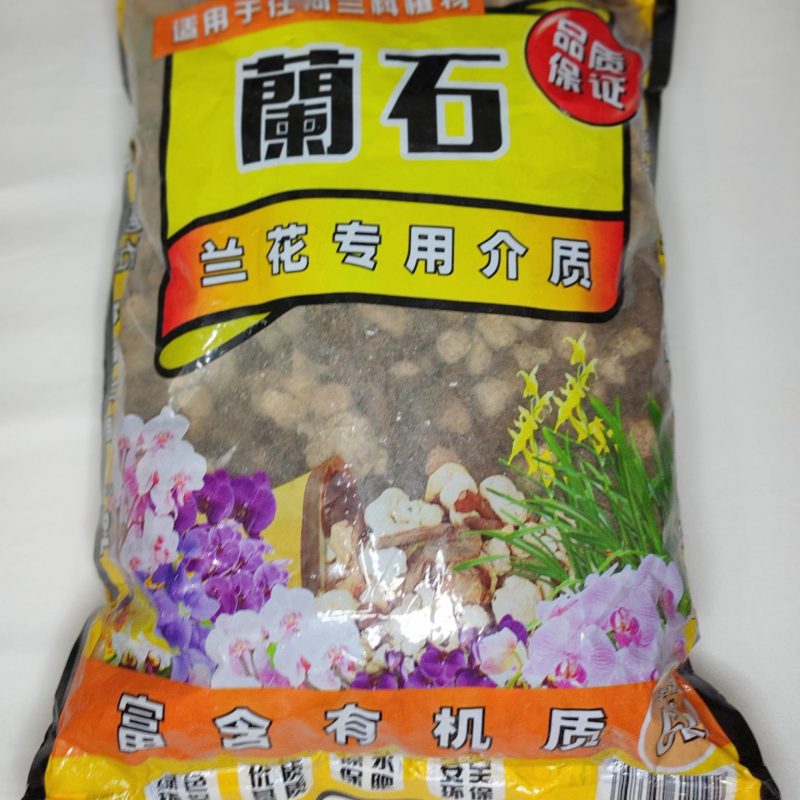 适用于任何兰科植物
品质
保证
蘭石
兰花专用介质
富含有机质